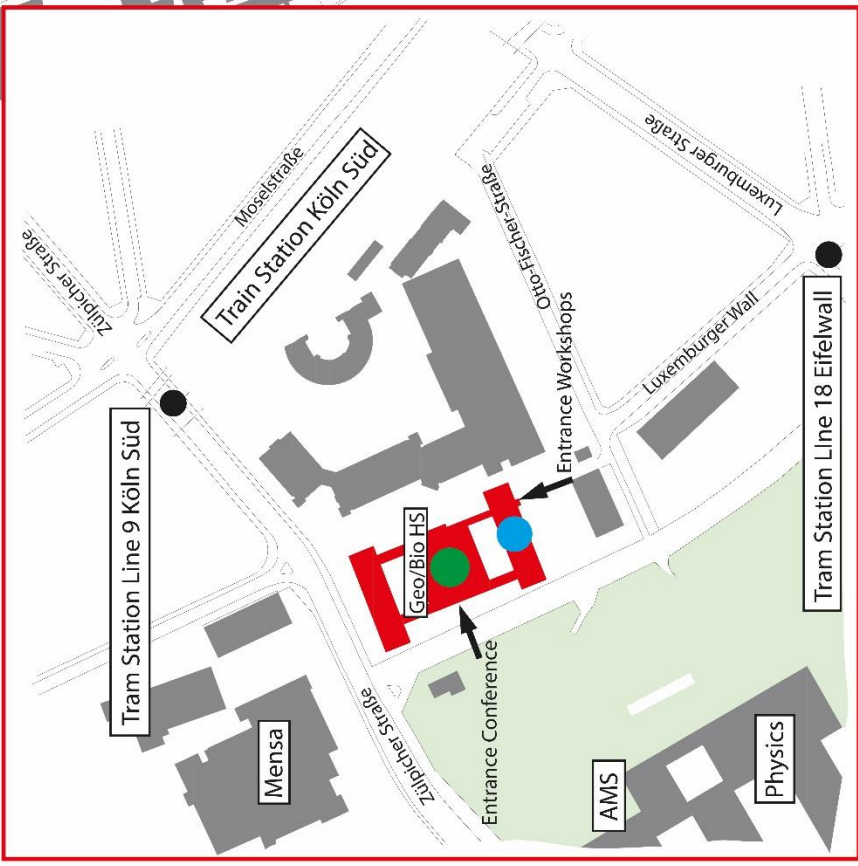 Zülpicher Straße
Moselstraße
Train Station Köln Süd
Luxemburger Straße
Otto-Fischer-Straße
Tram Station Line 9 Köln Süd
Entrance Workshops
Luxemburger Wall
Tram Station LIne 18 Eifelwall
Geo/Bio HS
Mensa
Zülpicher Straße
Entrance Conference
AMS
Physics